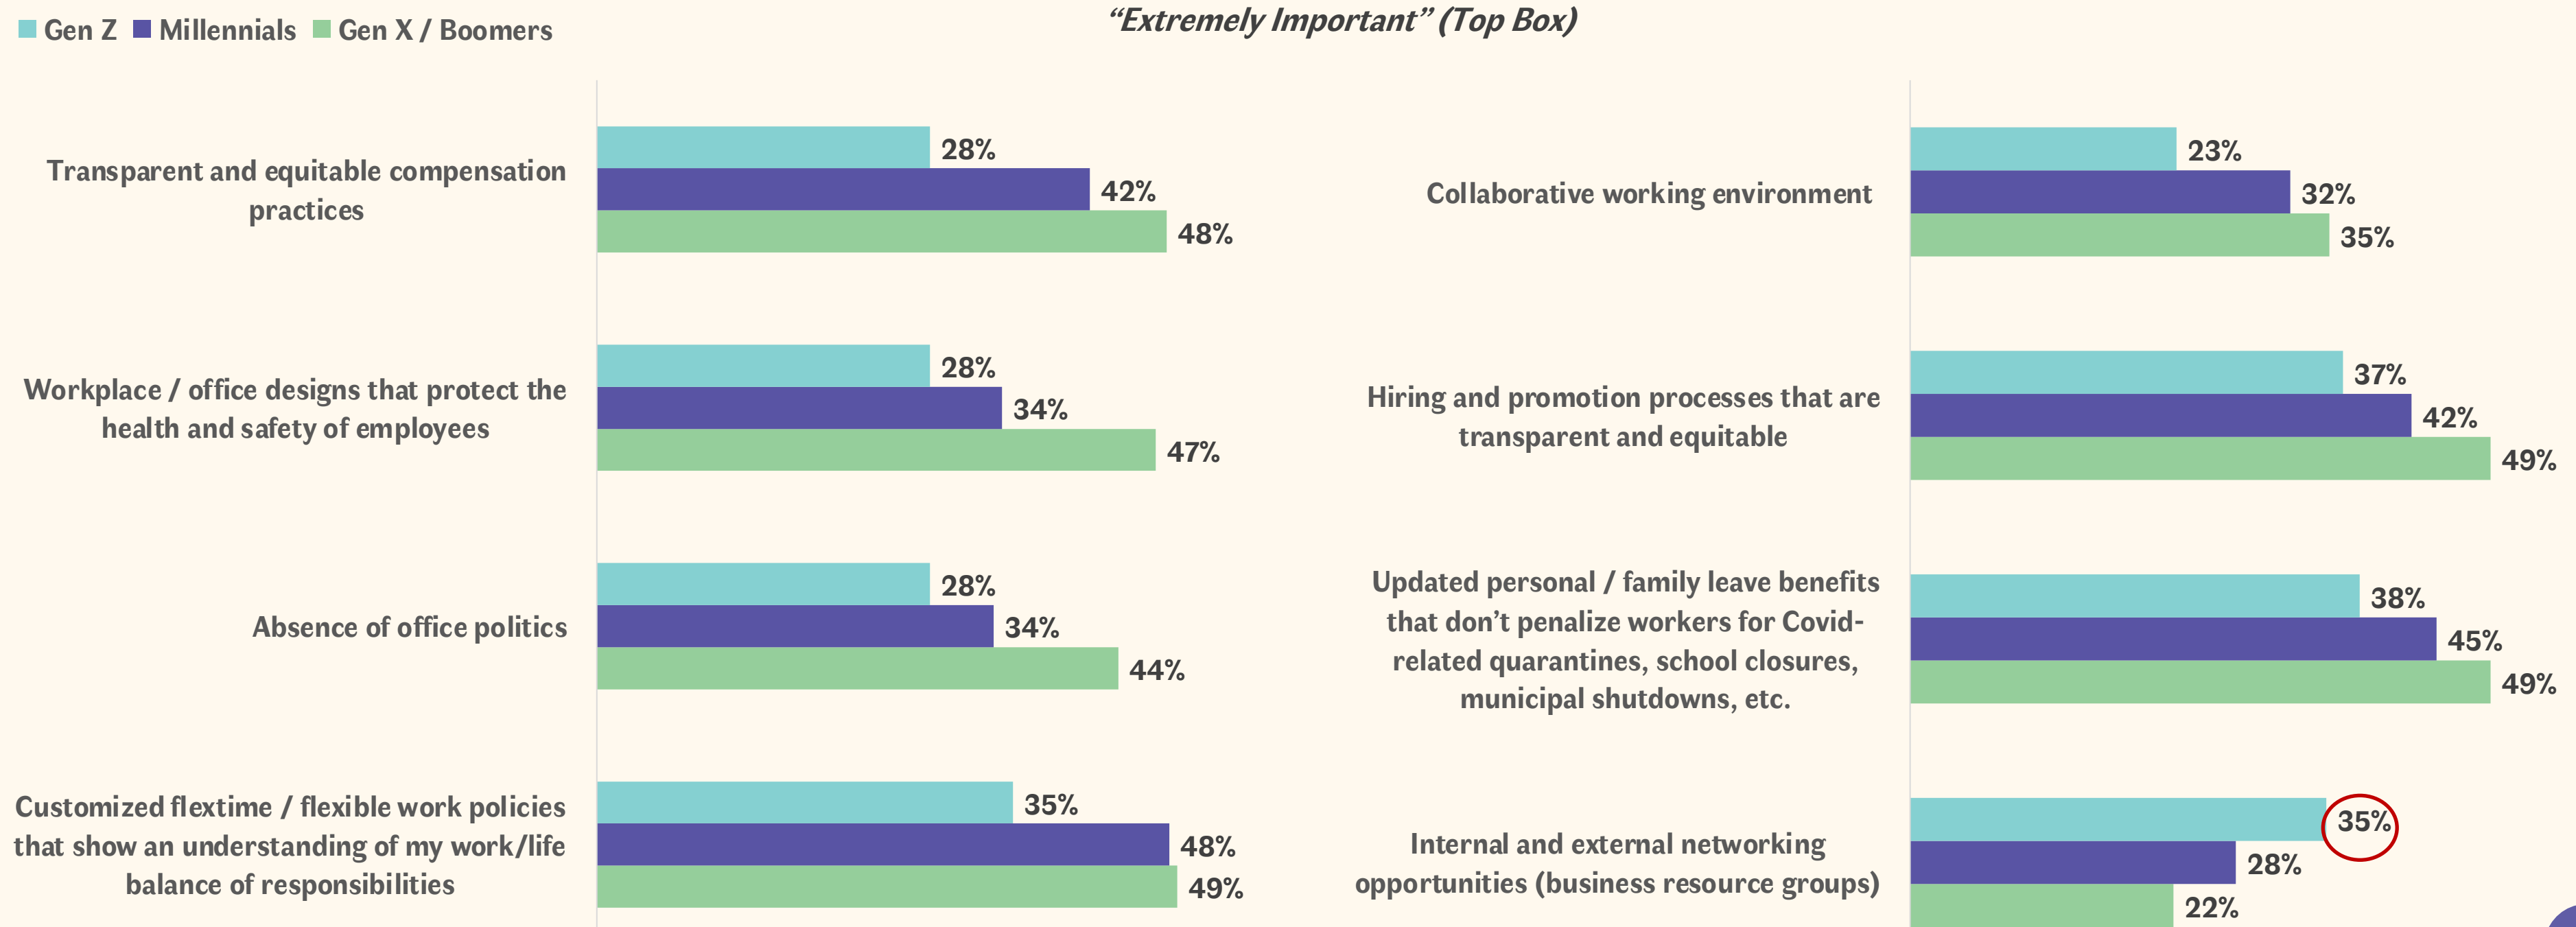 Gen Z Millennials Gen X / Boomers
“Extremely Important” (Top Box)
Transparent and equitable compensation
practices
28%
42%
48%
Workplace / office designs that protect the
health and safety of employees
28%
34%
47%
Absence of office politics
28%
34%
44%
Customized flextime / flexible work policies
that show an understanding of my work/life
balance of responsibilities
35%
48%
49%
Collaborative working environment
23%
32%
35%
Hiring and promotion processes that are
transparent and equitable
37%
42%
49%
Updated personal / family leave benefits
that don’t penalize workers for Covid-
related quarantines, school closures,
municipal shutdowns, etc.
38%
45%
49%
Internal and external networking
opportunities (business resource groups)
35%
28%
22%